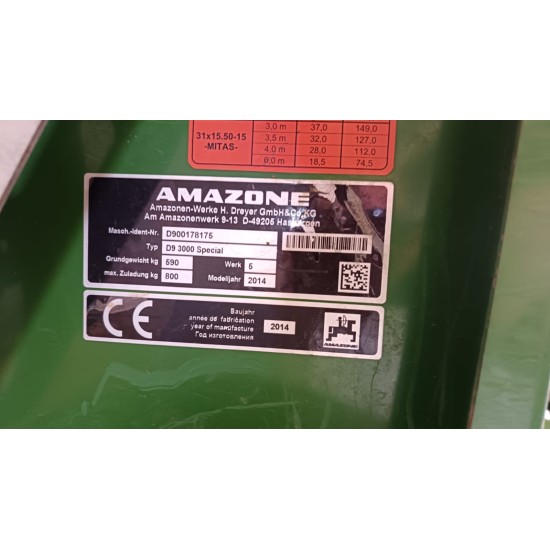 3,0 m 37,0 149,0
31x15.50-15 3,5 m 32,0 127,0
-MITAS- 4,0 m 28,0 112,0
6,0 m 18,5 74,5
AMAZONE
Amazonen-Werke H. Dreyer GmbH&Co.KG
Am Amazonenwerk 9-13 D-49205 Hasbergen
Masch.-Ident-Nr. D900178175
Typ D9 3000 Special
Grundgewicht kg 590 Werk 5
max. Zuladung kg 800 Modelljahr 2014
CE
Baujahr
année de fabrication
year of manufacture 2014
Год изготовления
AMAZONE